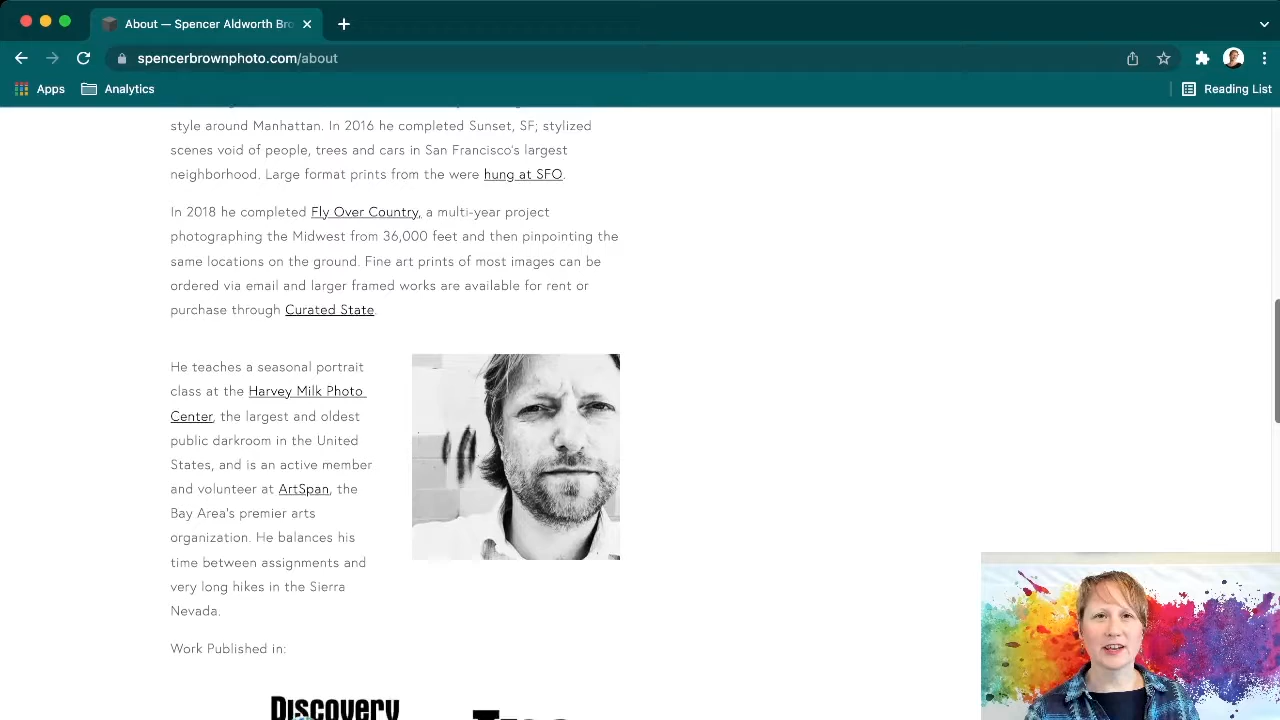 About — Spencer Aldworth Bro
spencerbrownphoto.com/about
Apps
Analytics
Reading List
style around Manhattan. In 2016 he completed Sunset, SF; stylized
scenes void of people, trees and cars in San Francisco's largest
neighborhood. Large format prints from the were hung at SFO.
In 2018 he completed Fly Over Country, a multi-year project
photographing the Midwest from 36,000 feet and then pinpointing the
same locations on the ground. Fine art prints of most images can be
ordered via email and larger framed works are available for rent or
purchase through Curated State.
He teaches a seasonal portrait
class at the Harvey Milk Photo
Center, the largest and oldest
public darkroom in the United
States, and is an active member
and volunteer at ArtSpan, the
Bay Area's premier arts
organization. He balances his
time between assignments and
very long hikes in the Sierra
Nevada.
Work Published in:
Discovery